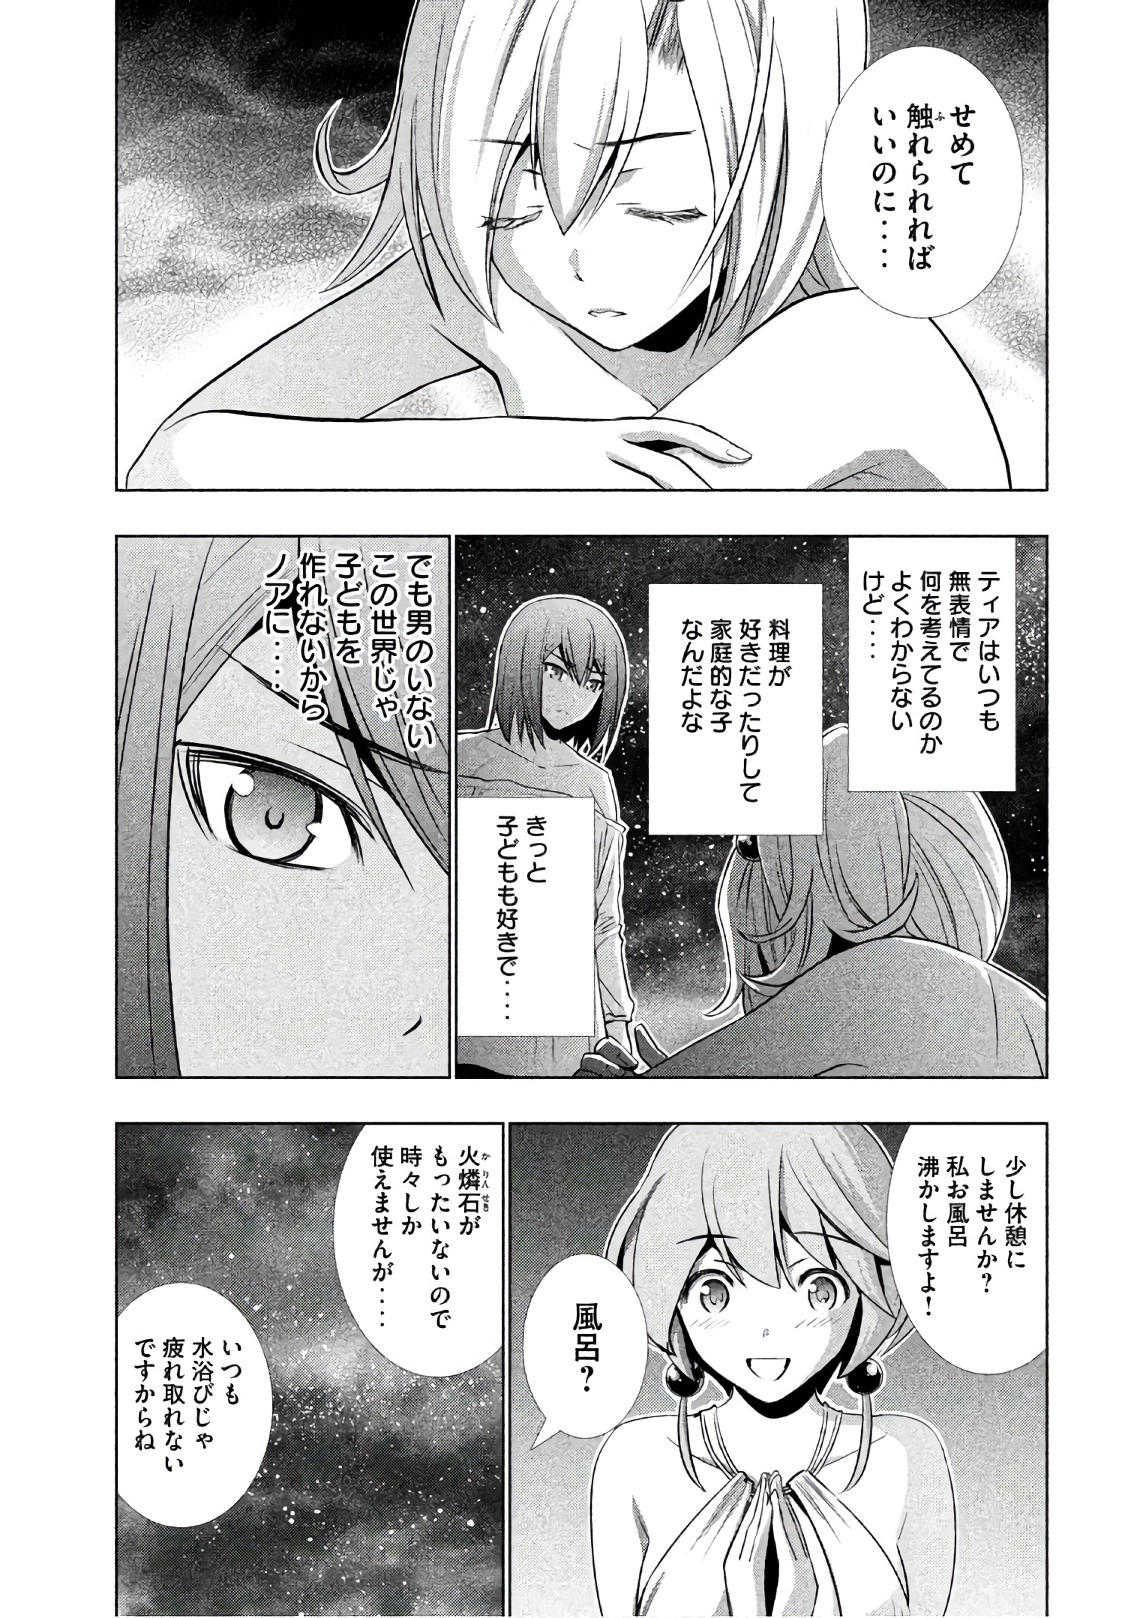 せめて
触れられれば
いいのに‥‥
ティアはいつも
無表情で
何を考えてるのか
よくわからない
けど‥‥
料理が
好きだったりして
家庭的な子
なんだよな
きっと
子どもも好きで‥‥
でも男のいない
この世界じゃ
子どもを
作れないから
ノアに‥‥
少し休憩に
しませんか?
私お風呂
沸かしますよ!
風呂?
火燐石が
もったいないので
時々しか
使えませんが‥‥
いつも
水浴びじゃ
疲れ取れない
ですからね